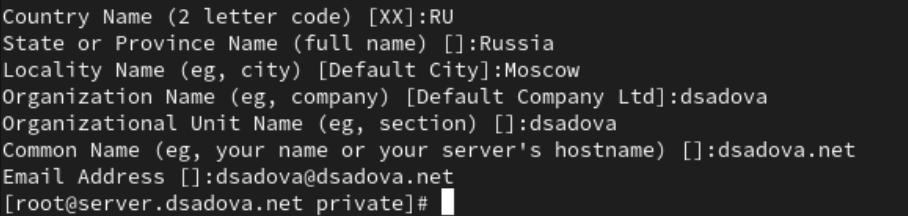 Country Name (2 letter code) [XX]:RU
State or Province Name (full name) []:Russia
Locality Name (eg, city) [Default City]:Moscow
Organization Name (eg, company) [Default Company Ltd]:dsadova
Organizational Unit Name (eg, section) []:dsadova
Common Name (eg, your name or your server's hostname) []:dsadova.net
Email Address []:dsadova@dsadova.net
[root@server.dsadova.net private]#